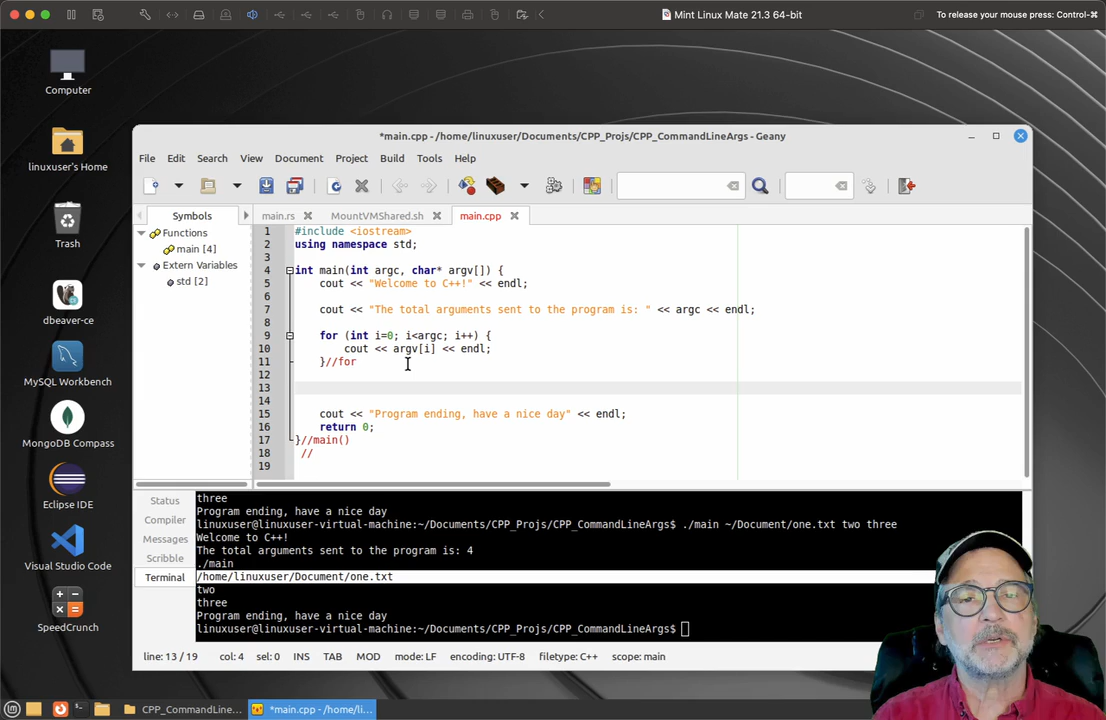 Mint Linux Mate 21.3 64-bit
To release your mouse press: Control-⌘
Computer
linuxuser's Home
Trash
dbeaver-ce
MySQL Workbench
MongoDB Compass
Eclipse IDE
Visual Studio Code
SpeedCrunch
*main.cpp - /home/linuxuser/Documents/CPP_Projs/CPP_CommandLineArgs - Geany
File Edit Search View Document Project Build Tools Help
Symbols
main.rs MountVMShared.sh main.cpp
Functions
main [4]
Extern Variables
std [2]
1 #include <iostream>
2 using namespace std;
3
4 int main(int argc, char* argv[]) {
5 cout << "Welcome to C++!" << endl;
6
7 cout << "The total arguments sent to the program is: " << argc << endl;
8
9 for (int i=0; i<argc; i++) {
10 cout << argv[i] << endl;
11 }//for
12
13
14
15 cout << "Program ending, have a nice day" << endl;
16 return 0;
17 }//main()
18 //
19
Status
Compiler
Messages
Scribble
Terminal
three
Program ending, have a nice day
linuxuser@linuxuser-virtual-machine:~/Documents/CPP_Projs/CPP_CommandLineArgs$ ./main ~/Document/one.txt two three
Welcome to C++!
The total arguments sent to the program is: 4
./main
/home/linuxuser/Document/one.txt
two
three
Program ending, have a nice day
linuxuser@linuxuser-virtual-machine:~/Documents/CPP_Projs/CPP_CommandLineArgs$
line: 13 / 19 col: 4 sel: 0 INS TAB MOD mode: LF encoding: UTF-8 filetype: C++ scope: main
CPP_CommandLine... *main.cpp - /home/li...